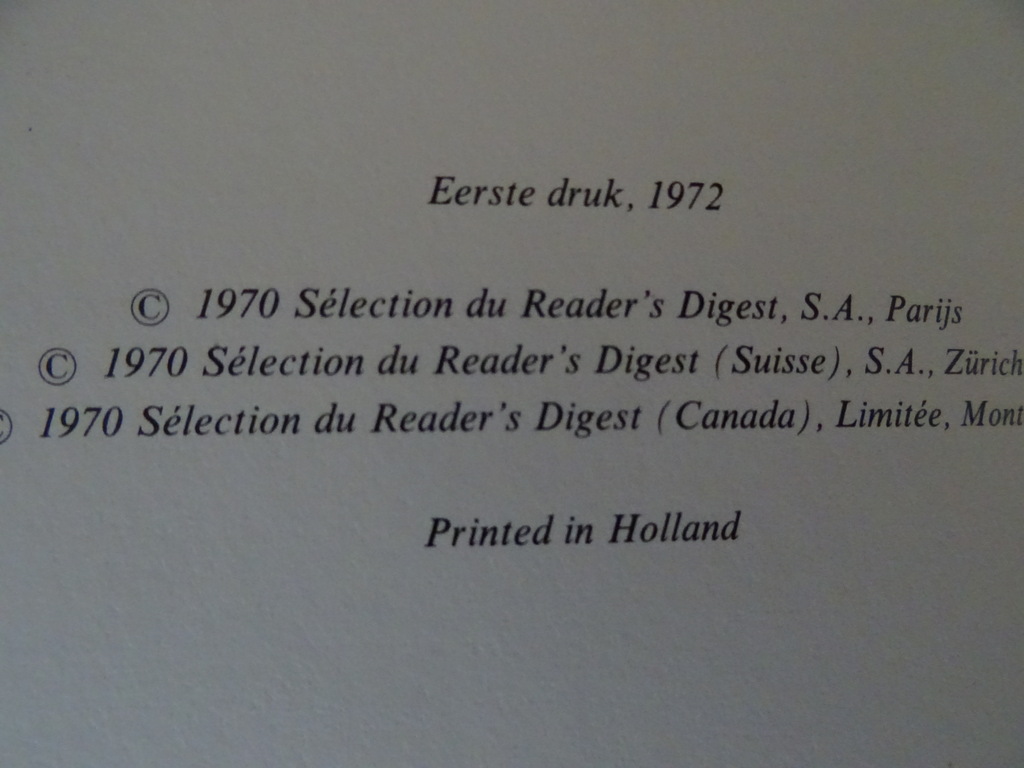 Eerste druk, 1972
© 1970 Sélection du Reader's Digest, S.A., Parijs
© 1970 Sélection du Reader's Digest (Suisse), S.A., Zürich
© 1970 Sélection du Reader's Digest (Canada), Limitée, Mont
Printed in Holland